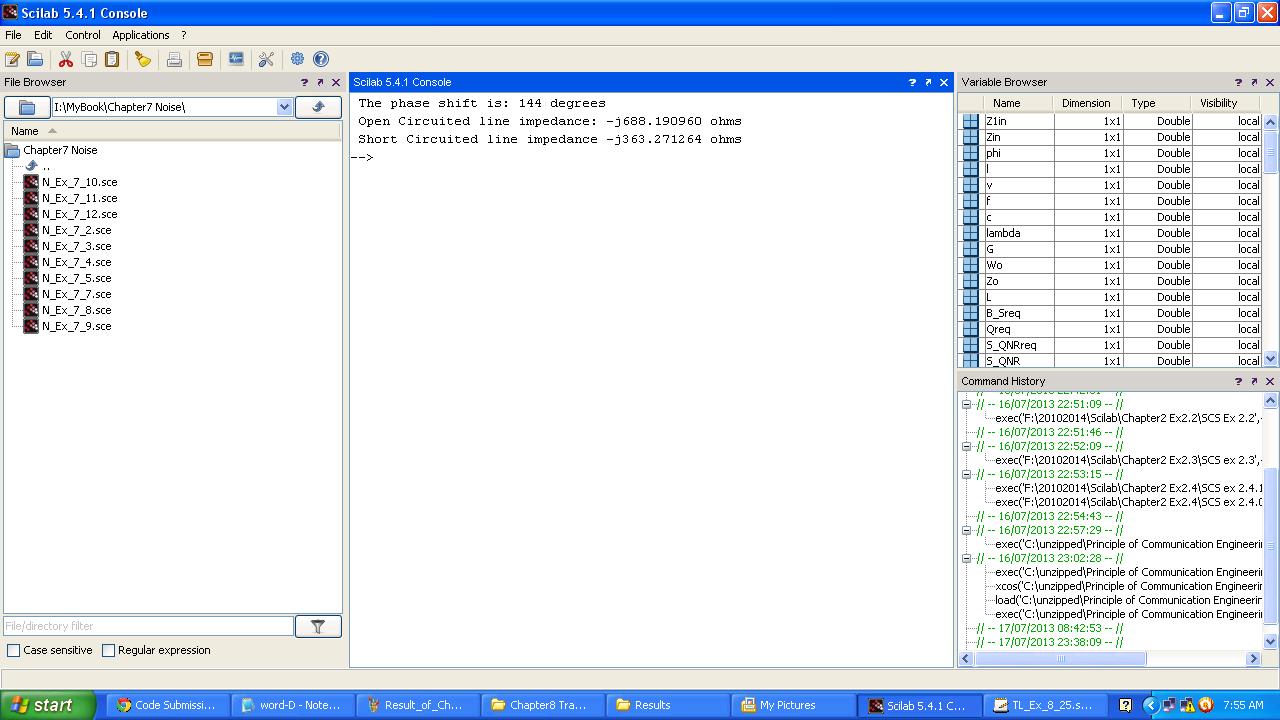 Scilab 5.4.1 Console
File Edit Control Applications ?
File Browser
I:\MyBook\Chapter7 Noise\
Name
Chapter7 Noise
..
N_Ex_7_10.sce
N_Ex_7_11.sce
N_Ex_7_12.sce
N_Ex_7_2.sce
N_Ex_7_3.sce
N_Ex_7_4.sce
N_Ex_7_5.sce
N_Ex_7_7.sce
N_Ex_7_8.sce
N_Ex_7_9.sce
File/directory filter
Case sensitive Regular expression
Scilab 5.4.1 Console
The phase shift is: 144 degrees
Open Circuited line impedance: -j688.190960 ohms
Short Circuited line impedance -j363.271264 ohms
-->
Variable Browser
Name Dimension Type Visibility
Z1in 1x1 Double local
Zin 1x1 Double local
phi 1x1 Double local
l 1x1 Double local
v 1x1 Double local
f 1x1 Double local
c 1x1 Double local
lambda 1x1 Double local
G 1x1 Double local
Wo 1x1 Double local
Zo 1x1 Double local
L 1x1 Double local
B_Sreq 1x1 Double local
Qreq 1x1 Double local
S_QNRreq 1x1 Double local
S_QNR 1x1 Double local
Command History
// -- 16/07/2013 22:51:09 -- //
exec('F:\20102014\Scilab\Chapter2 Ex2.2\SCS Ex 2.2',
// -- 16/07/2013 22:51:46 -- //
// -- 16/07/2013 22:52:09 -- //
exec('F:\20102014\Scilab\Chapter2 Ex2.3\SCS ex 2.3',
// -- 16/07/2013 22:53:15 -- //
exec('F:\20102014\Scilab\Chapter2 Ex2.4\SCS ex 2.4.1
exec('F:\20102014\Scilab\Chapter2 Ex2.4\SCS ex 2.4.
// -- 16/07/2013 22:54:43 -- //
// -- 16/07/2013 22:57:29 -- //
exec('C:\unzipped\Principle of Communication Engineeri
// -- 16/07/2013 23:02:28 -- //
exec('C:\unzipped\Principle of Communication Engineeri
xcos('C:\unzipped\Principle of Communication Engineeri
load('C:\unzipped\Principle of Communication Engineeri
exec('C:\unzipped\Principle of Communication Engineeri
// -- 17/07/2013 08:42:53 -- //
// -- 17/07/2013 23:38:09 -- //
start
Code Submissi...
word-D - Note...
Result_of_Ch...
Chapter8 Tra...
Results
My Pictures
Scilab 5.4.1 C...
TL_Ex_8_25.s...
7:55 AM